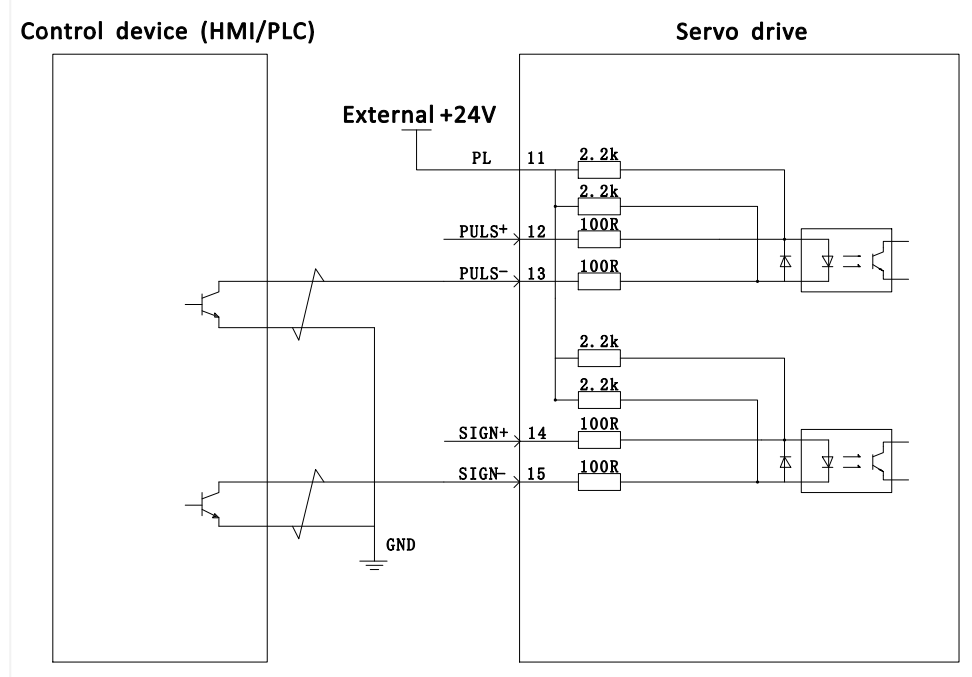 Control device (HMI/PLC)
Servo drive
External +24V
PL 11 2.2k
2.2k
PULS+ 12 100R
PULS- 13 100R
2.2k
2.2k
SIGN+ 14 100R
SIGN- 15 100R
GND